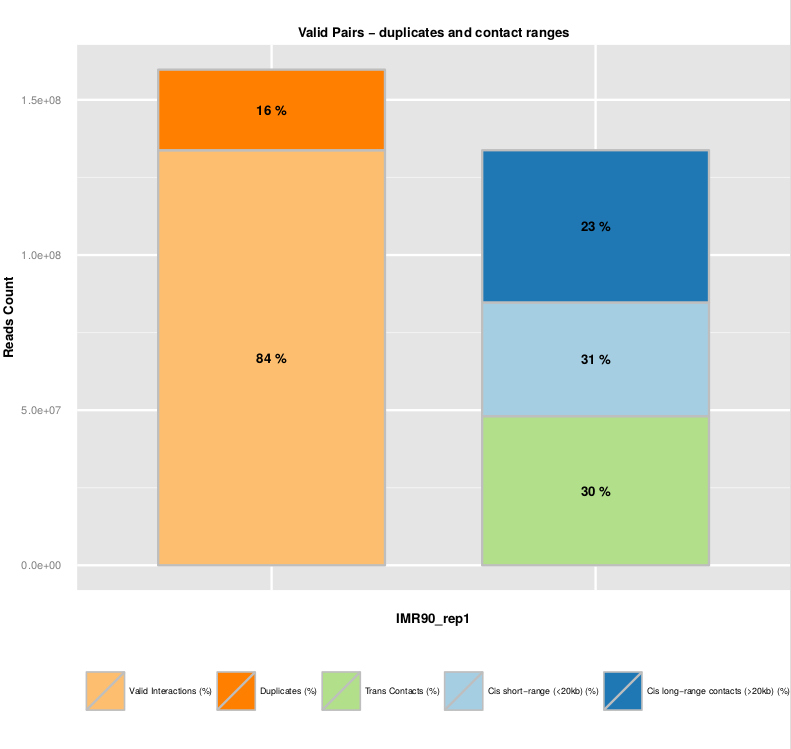 Valid Pairs − duplicates and contact ranges
1.5e+08
1.0e+08
5.0e+07
0.0e+00
Reads Count
16 %
84 %
23 %
31 %
30 %
IMR90_rep1
Valid Interactions (%) Duplicates (%) Trans Contacts (%) Cis short−range (<20kb) (%) Cis long−range contacts (>20kb) (%)